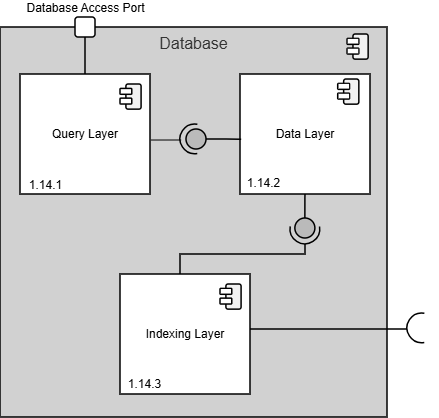 Database Access Port
Database
Query Layer
1.14.1
Data Layer
1.14.2
Indexing Layer
1.14.3